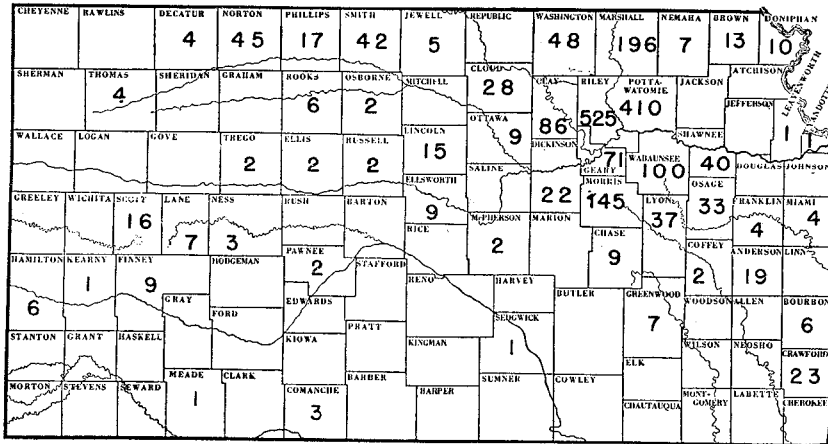 CHEYENNE RAWLINS DECATUR NORTON PHILLIPS SMITH JEWELL REPUBLIC WASHINGTON MARSHALL NEMAHA BROWN DONIPHAN
4 45 17 42 5 48 196 7 13 10
ATCHISON
SHERMAN THOMAS SHERIDAN GRAHAM ROOKS OSBORNE MITCHELL CLOUD CLAY RILEY POTTA-
WATOMIE JACKSON LEAVENWORTH
4 6 2 28 86 525 410 JEFFERSON 1 1
OTTAWA
9
WALLACE LOGAN GOVE TREGO ELLIS RUSSELL LINCOLN DICKINSON SHAWNEE
2 2 2 15 22 71 40
SALINE GEARY WABAUNSEE DOUGLAS JOHNSON
100
ELLSWORTH MORRIS OSAGE
9 145 33
GREELEY WICHITA SCOTT LANE NESS RUSH BARTON McPHERSON MARION LYON FRANKLIN MIAMI
16 7 3 2 37 4 4
RICE CHASE
9
HAMILTON KEARNY FINNEY HODGEMAN PAWNEE STAFFORD COFFEY ANDERSON LINN
6 1 9 2 2 19
GRAY FORD EDWARDS RENO HARVEY BUTLER GREENWOOD WOODSON ALLEN BOURBON
7 6
STANTON GRANT HASKELL KIOWA PRATT KINGMAN SEDGWICK WILSON NEOSHO CRAWFORD
1 23
ELK
MORTON STEVENS SEWARD MEADE CLARK COMANCHE BARBER HARPER SUMNER COWLEY CHAUTAUQUA MONT-
GOMERY LABETTE CHEROKEE
1 3